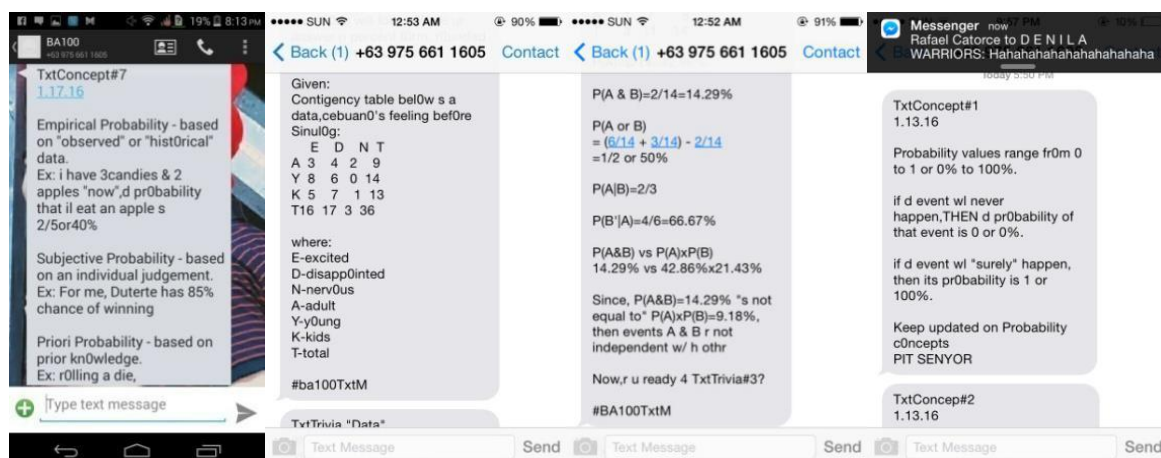 19% 8:13 PM
BA100
+63 975 661 1605
TxtConcept#7
1.17.16
Empirical Probability - based
on "observed" or "hist0rical"
data.
Ex: i have 3candies & 2
apples "now",d pr0bability
that il eat an apple s
2/5or40%
Subjective Probability - based
on an individual judgement.
Ex: For me, Duterte has 85%
chance of winning
Priori Probability - based on
prior kn0wledge.
Ex: r0lling a die,
Type text message
SUN 12:53 AM 90%
Back (1) +63 975 661 1605 Contact
Given:
Contigency table bel0w s a
data,cebuan0's feeling bef0re
Sinul0g:
E D N T
A 3 4 2 9
Y 8 6 0 14
K 5 7 1 13
T16 17 3 36
where:
E-excited
D-disapp0inted
N-nerv0us
A-adult
Y-y0ung
K-kids
T-total
#ba100TxtM
TxtTrivia "Data"
Text Message Send
SUN 12:52 AM 91%
Back (1) +63 975 661 1605 Contact
P(A & B)=2/14=14.29%
P(A or B)
= (6/14 + 3/14) - 2/14
=1/2 or 50%
P(A|B)=2/3
P(B'|A)=4/6=66.67%
P(A&B) vs P(A)xP(B)
14.29% vs 42.86%x21.43%
Since, P(A&B)=14.29% "s not
equal to" P(A)xP(B)=9.18%,
then events A & B r not
independent w/ h othr
Now,r u ready 4 TxtTrivia#3?
#BA100TxtM
Text Message Send
Messenger now
Rafael Catorce to D E N I L A
WARRIORS: Hahahahahahahahahahahaha
Today 5:50 PM
TxtConcept#1
1.13.16
Probability values range fr0m 0
to 1 or 0% to 100%.
if d event wl never
happen,THEN d pr0bability of
that event is 0 or 0%.
if d event wl "surely" happen,
then its pr0bability is 1 or
100%.
Keep updated on Probability
c0ncepts
PIT SENYOR
TxtConcep#2
1.13.16
Text Message Send